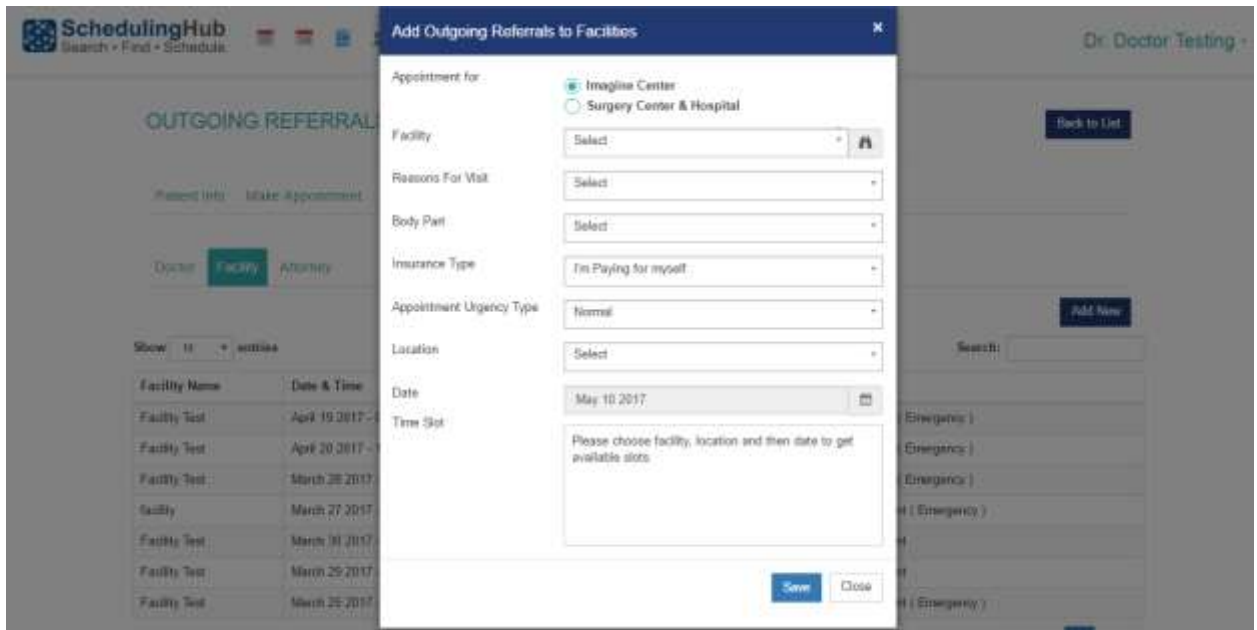 SchedulingHub
Search • Find • Schedule
Dr. Doctor Testing
OUTGOING REFERRAL
Back to List
Patient Info Make Appointment
Doctor Facility Attorney
Add New
Show 10 entries
Search:
Facility Name Date & Time
Facility Test April 19 2017 - ( Emergency )
Facility Test April 20 2017 - ( Emergency )
Facility Test March 28 2017 ( Emergency )
facility March 27 2017 ( Emergency )
Facility Test March 30 2017
Facility Test March 29 2017
Facility Test March 25 2017 ( Emergency )
Add Outgoing Referrals to Facilities ×
Appointment for
Imagine Center
Surgery Center & Hospital
Facility Select
Reasons For Visit Select
Body Part Select
Insurance Type I'm Paying for myself
Appointment Urgency Type Normal
Location Select
Date May 10 2017
Time Slot
Please choose facility, location and then date to get
available slots
Save Close